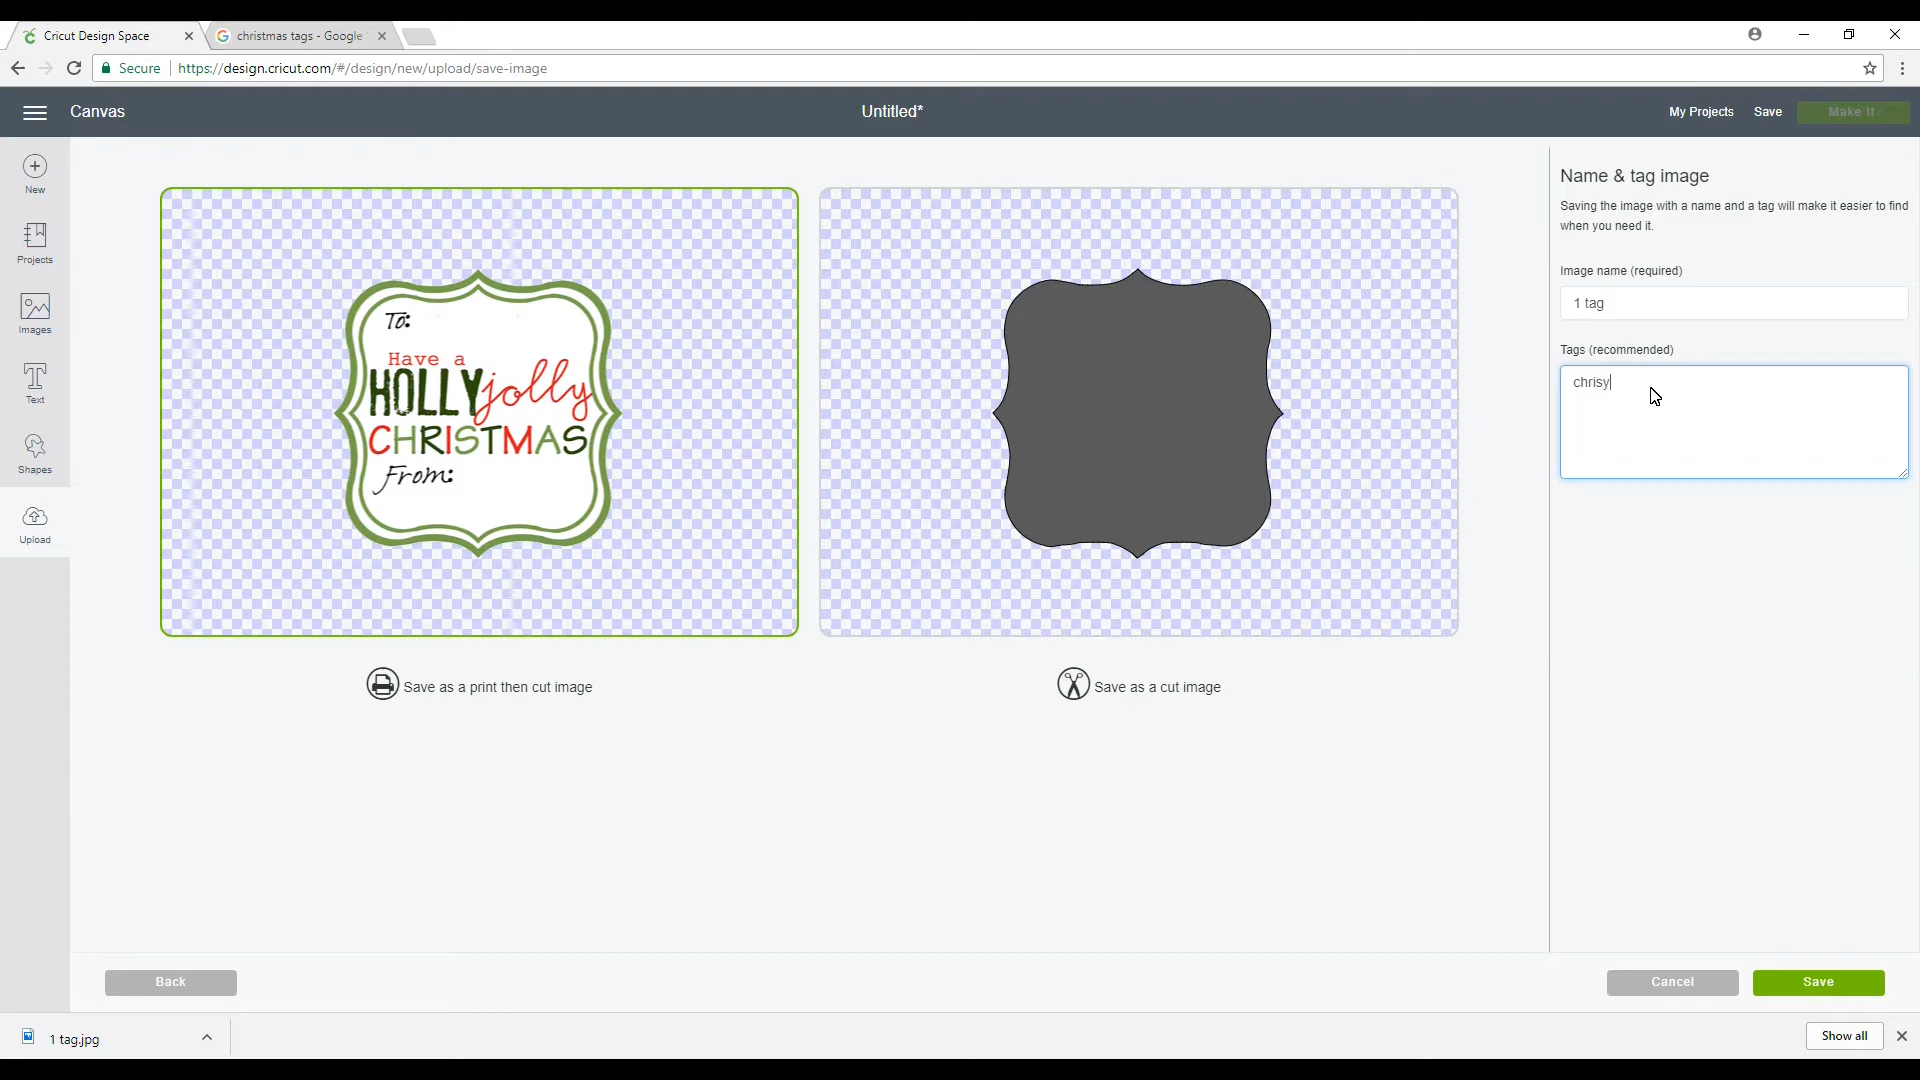 Cricut Design Space
christmas tags - Google
Secure
https://design.cricut.com/#/design/new/upload/save-image
Canvas
Untitled*
My Projects
Save
Make It
New
Projects
Images
Text
Shapes
Upload
To:
Have a
HOLLY jolly
CHRISTMAS
From:
Save as a print then cut image
Save as a cut image
Name & tag image
Saving the image with a name and a tag will make it easier to find
when you need it.
Image name (required)
1 tag
Tags (recommended)
chrisy
Back
Cancel
Save
1 tag.jpg
Show all